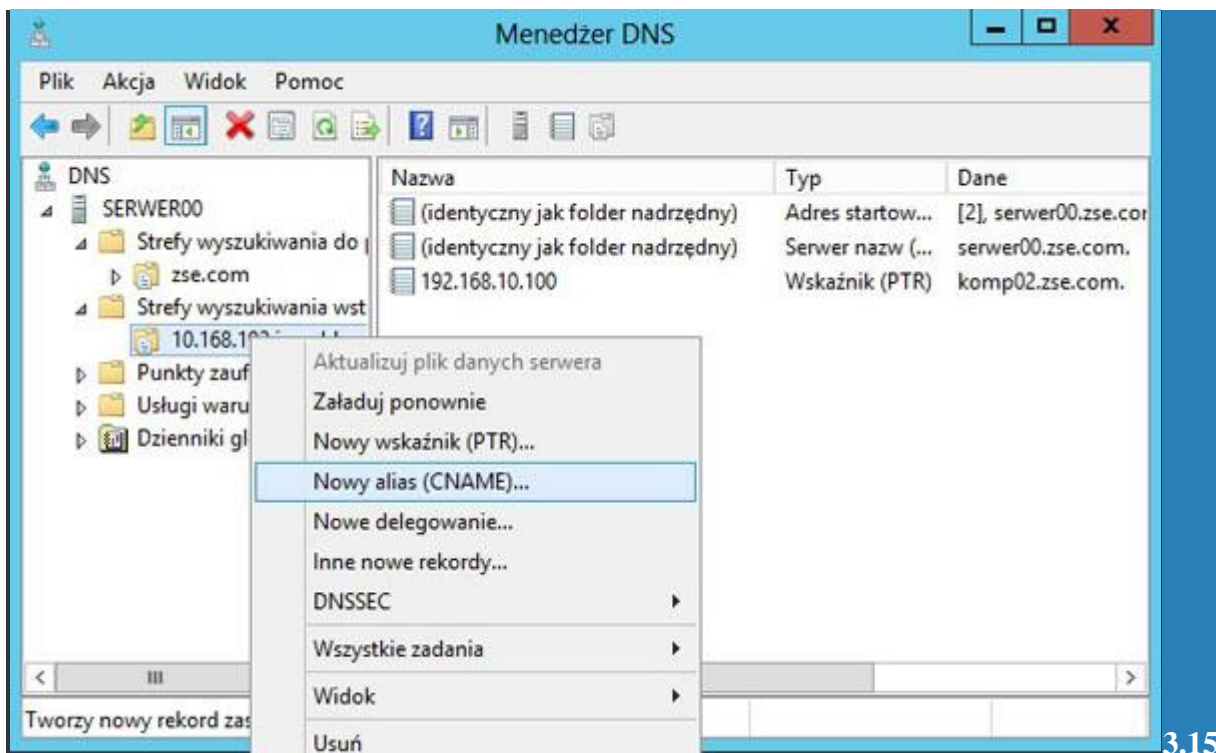 Menedżer DNS
Plik Akcja Widok Pomoc
DNS
SERWER00
Strefy wyszukiwania do
zse.com
Strefy wyszukiwania wst
10.168.192
Punkty zauf
Usługi waru
Dzienniki gl
Nazwa Typ Dane
(identyczny jak folder nadrzędny) Adres startow... [2], serwer00.zse.cor
(identyczny jak folder nadrzędny) Serwer nazw (... serwer00.zse.com.
192.168.10.100 Wskaźnik (PTR) komp02.zse.com.
Aktualizuj plik danych serwera
Załaduj ponownie
Nowy wskaźnik (PTR)...
Nowy alias (CNAME)...
Nowe delegowanie...
Inne nowe rekordy...
DNSSEC
Wszystkie zadania
Widok
Usuń
Tworzy nowy rekord zas
3.15